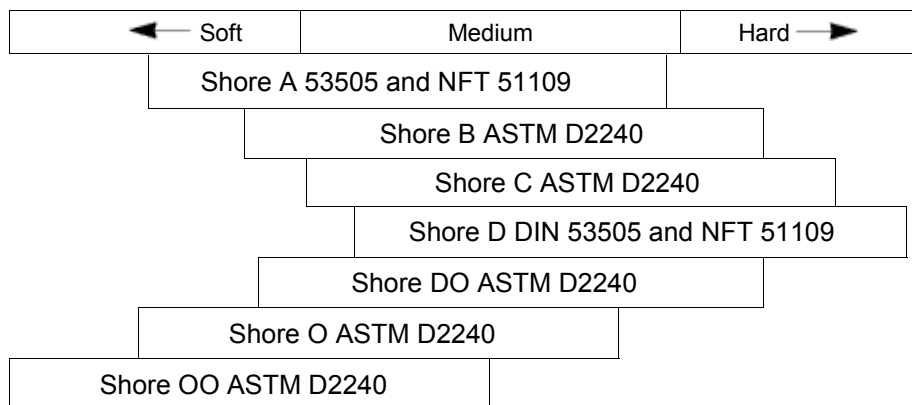 Soft Medium Hard
Shore A 53505 and NFT 51109
Shore B ASTM D2240
Shore C ASTM D2240
Shore D DIN 53505 and NFT 51109
Shore DO ASTM D2240
Shore O ASTM D2240
Shore OO ASTM D2240